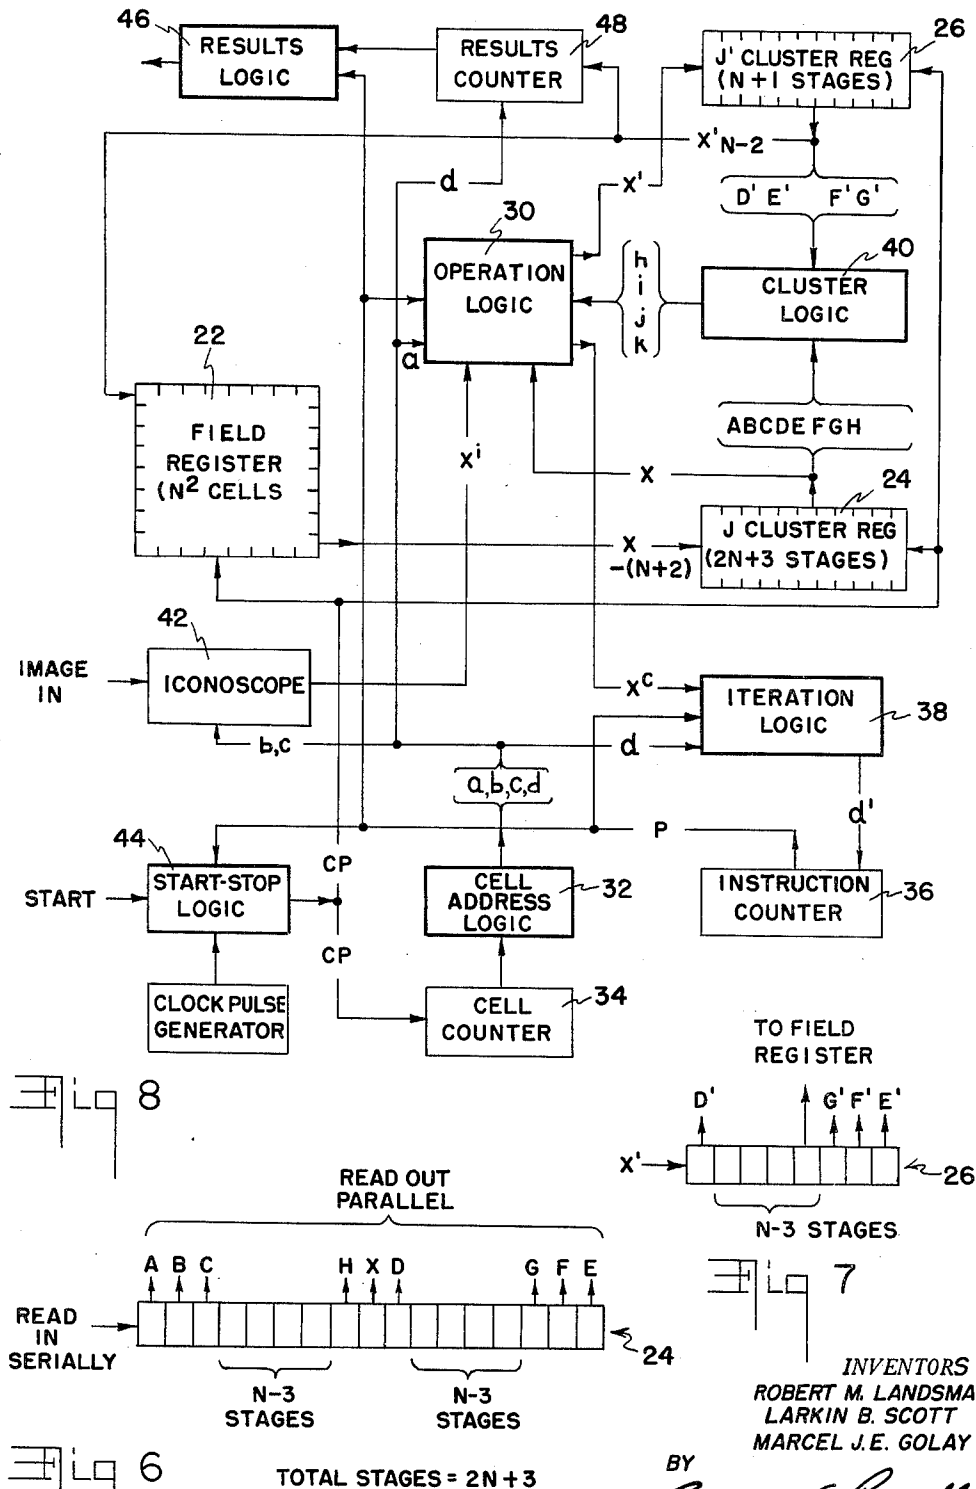 46
RESULTS
LOGIC
RESULTS
COUNTER
48
J' CLUSTER REG
(N+1 STAGES)
26
X'N-2
d
X'
D' E' F' G'
30
OPERATION
LOGIC
a
h
i
j
k
40
CLUSTER
LOGIC
22
FIELD
REGISTER
(N2 CELLS
Xi
ABCDEFGH
X
24
J CLUSTER REG
(2N+3 STAGES)
X
-(N+2)
42
IMAGE
IN
ICONOSCOPE
XC
ITERATION
LOGIC
38
b,c
d
a,b,c,d
d'
P
44
START
START-STOP
LOGIC
CP
CELL
ADDRESS
LOGIC
32
INSTRUCTION
COUNTER
36
CP
CLOCK PULSE
GENERATOR
CELL
COUNTER
34
Fig 8
TO FIELD
REGISTER
D' G' F' E'
X'
26
N-3 STAGES
Fig 7
READ OUT
PARALLEL
A B C H X D G F E
READ
IN
SERIALLY
24
N-3
STAGES
N-3
STAGES
Fig 6
TOTAL STAGES = 2N+3
INVENTORS
ROBERT M. LANDSMA
LARKIN B. SCOTT
MARCEL J.E. GOLAY
BY